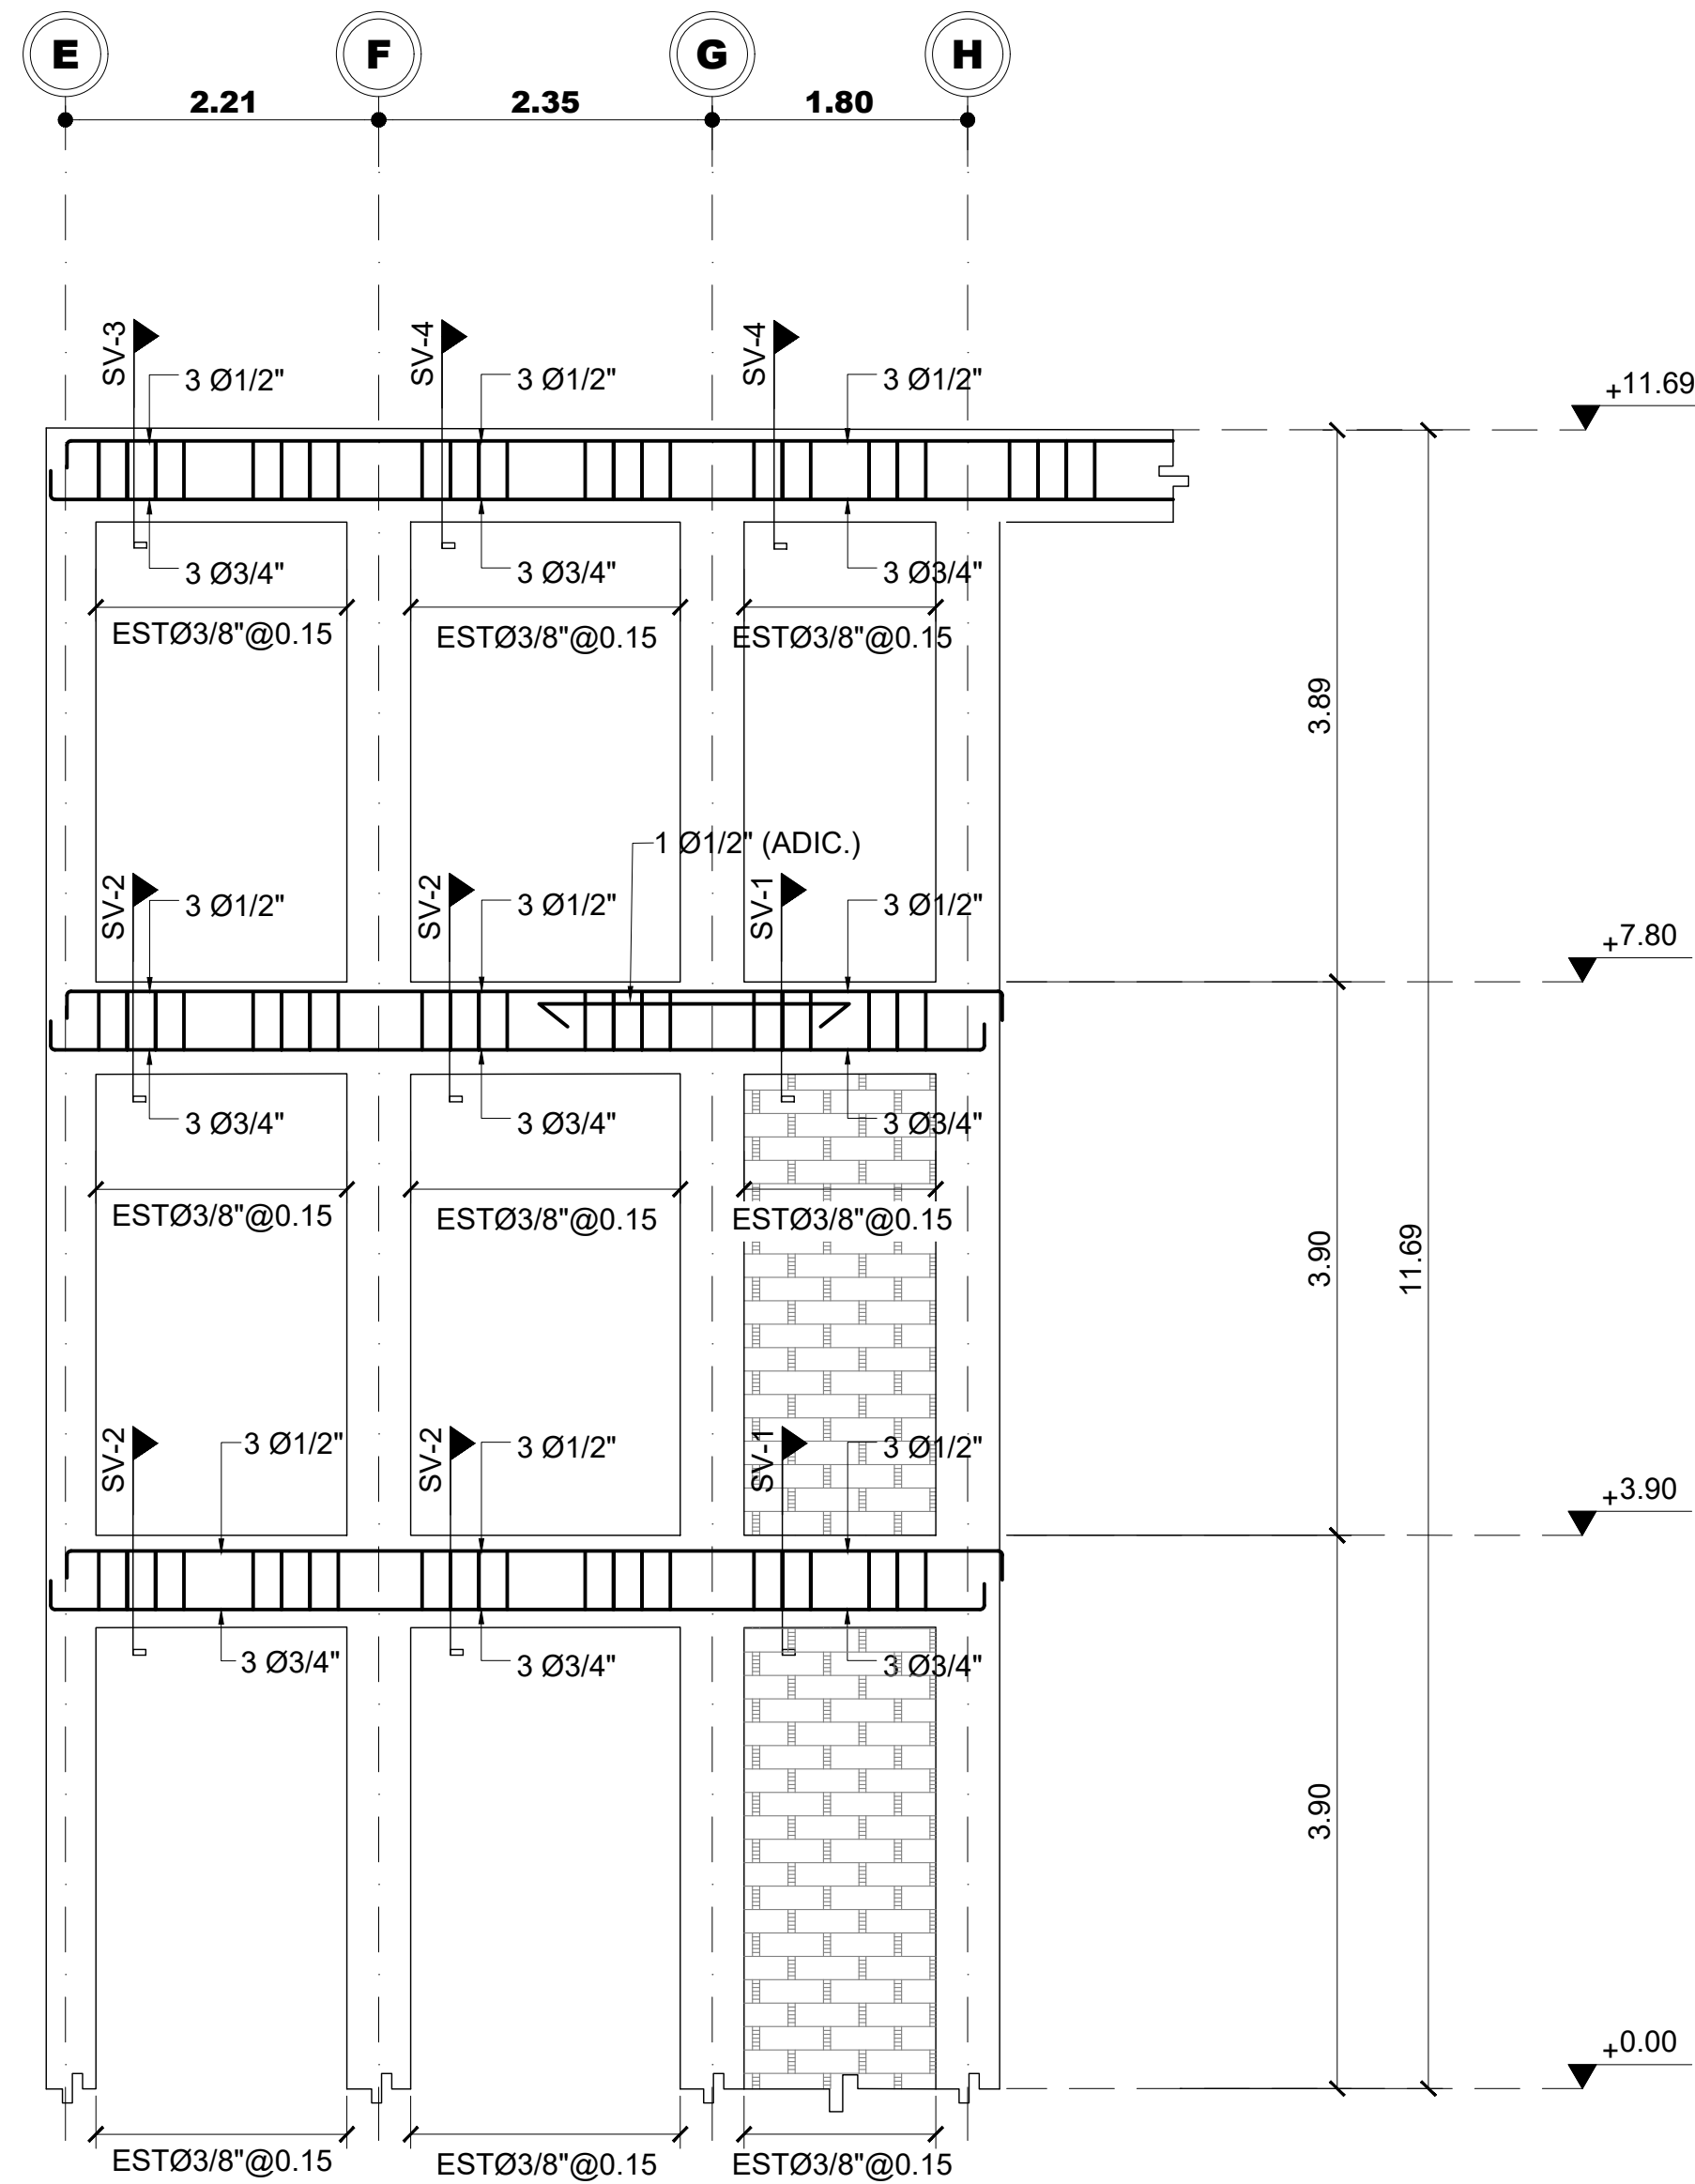 E F G H
2.21 2.35 1.80
SV-3 SV-4 SV-4
3 Ø1/2" 3 Ø1/2" 3 Ø1/2"
+11.69
3 Ø3/4" 3 Ø3/4" 3 Ø3/4"
ESTØ3/8"@0.15 ESTØ3/8"@0.15 ESTØ3/8"@0.15
3.89
1 Ø1/2" (ADIC.)
SV-2 SV-2 SV-1
3 Ø1/2" 3 Ø1/2" 3 Ø1/2"
+7.80
3 Ø3/4" 3 Ø3/4" 3 Ø3/4"
ESTØ3/8"@0.15 ESTØ3/8"@0.15 ESTØ3/8"@0.15
3.90 11.69
SV-2 SV-2 SV-1
3 Ø1/2" 3 Ø1/2" 3 Ø1/2"
+3.90
3 Ø3/4" 3 Ø3/4" 3 Ø3/4"
3.90
+0.00
ESTØ3/8"@0.15 ESTØ3/8"@0.15 ESTØ3/8"@0.15